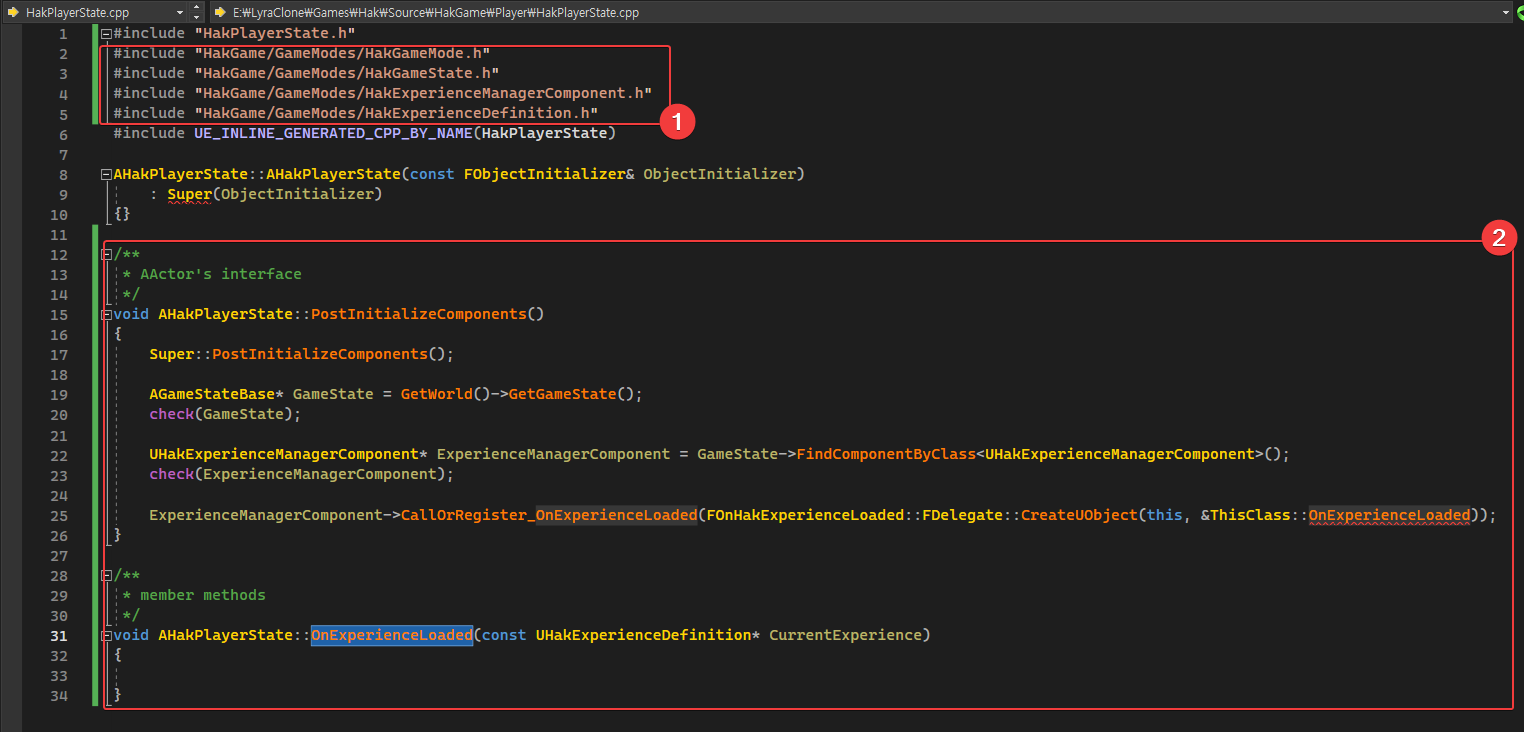 HakPlayerState.cpp E:₩LyraClone₩Games₩Hak₩Source₩HakGame₩Player₩HakPlayerState.cpp
1 #include "HakPlayerState.h"
2 #include "HakGame/GameModes/HakGameMode.h"
3 #include "HakGame/GameModes/HakGameState.h"
4 #include "HakGame/GameModes/HakExperienceManagerComponent.h"
5 #include "HakGame/GameModes/HakExperienceDefinition.h"
1
6 #include UE_INLINE_GENERATED_CPP_BY_NAME(HakPlayerState)
7
8 AHakPlayerState::AHakPlayerState(const FObjectInitializer& ObjectInitializer)
9 : Super(ObjectInitializer)
10 {}
11
2
12 /**
13 * AActor's interface
14 */
15 void AHakPlayerState::PostInitializeComponents()
16 {
17 Super::PostInitializeComponents();
18
19 AGameStateBase* GameState = GetWorld()->GetGameState();
20 check(GameState);
21
22 UHakExperienceManagerComponent* ExperienceManagerComponent = GameState->FindComponentByClass<UHakExperienceManagerComponent>();
23 check(ExperienceManagerComponent);
24
25 ExperienceManagerComponent->CallOrRegister_OnExperienceLoaded(FOnHakExperienceLoaded::FDelegate::CreateUObject(this, &ThisClass::OnExperienceLoaded));
26 }
27
28 /**
29 * member methods
30 */
31 void AHakPlayerState::OnExperienceLoaded(const UHakExperienceDefinition* CurrentExperience)
32 {
33
34 }